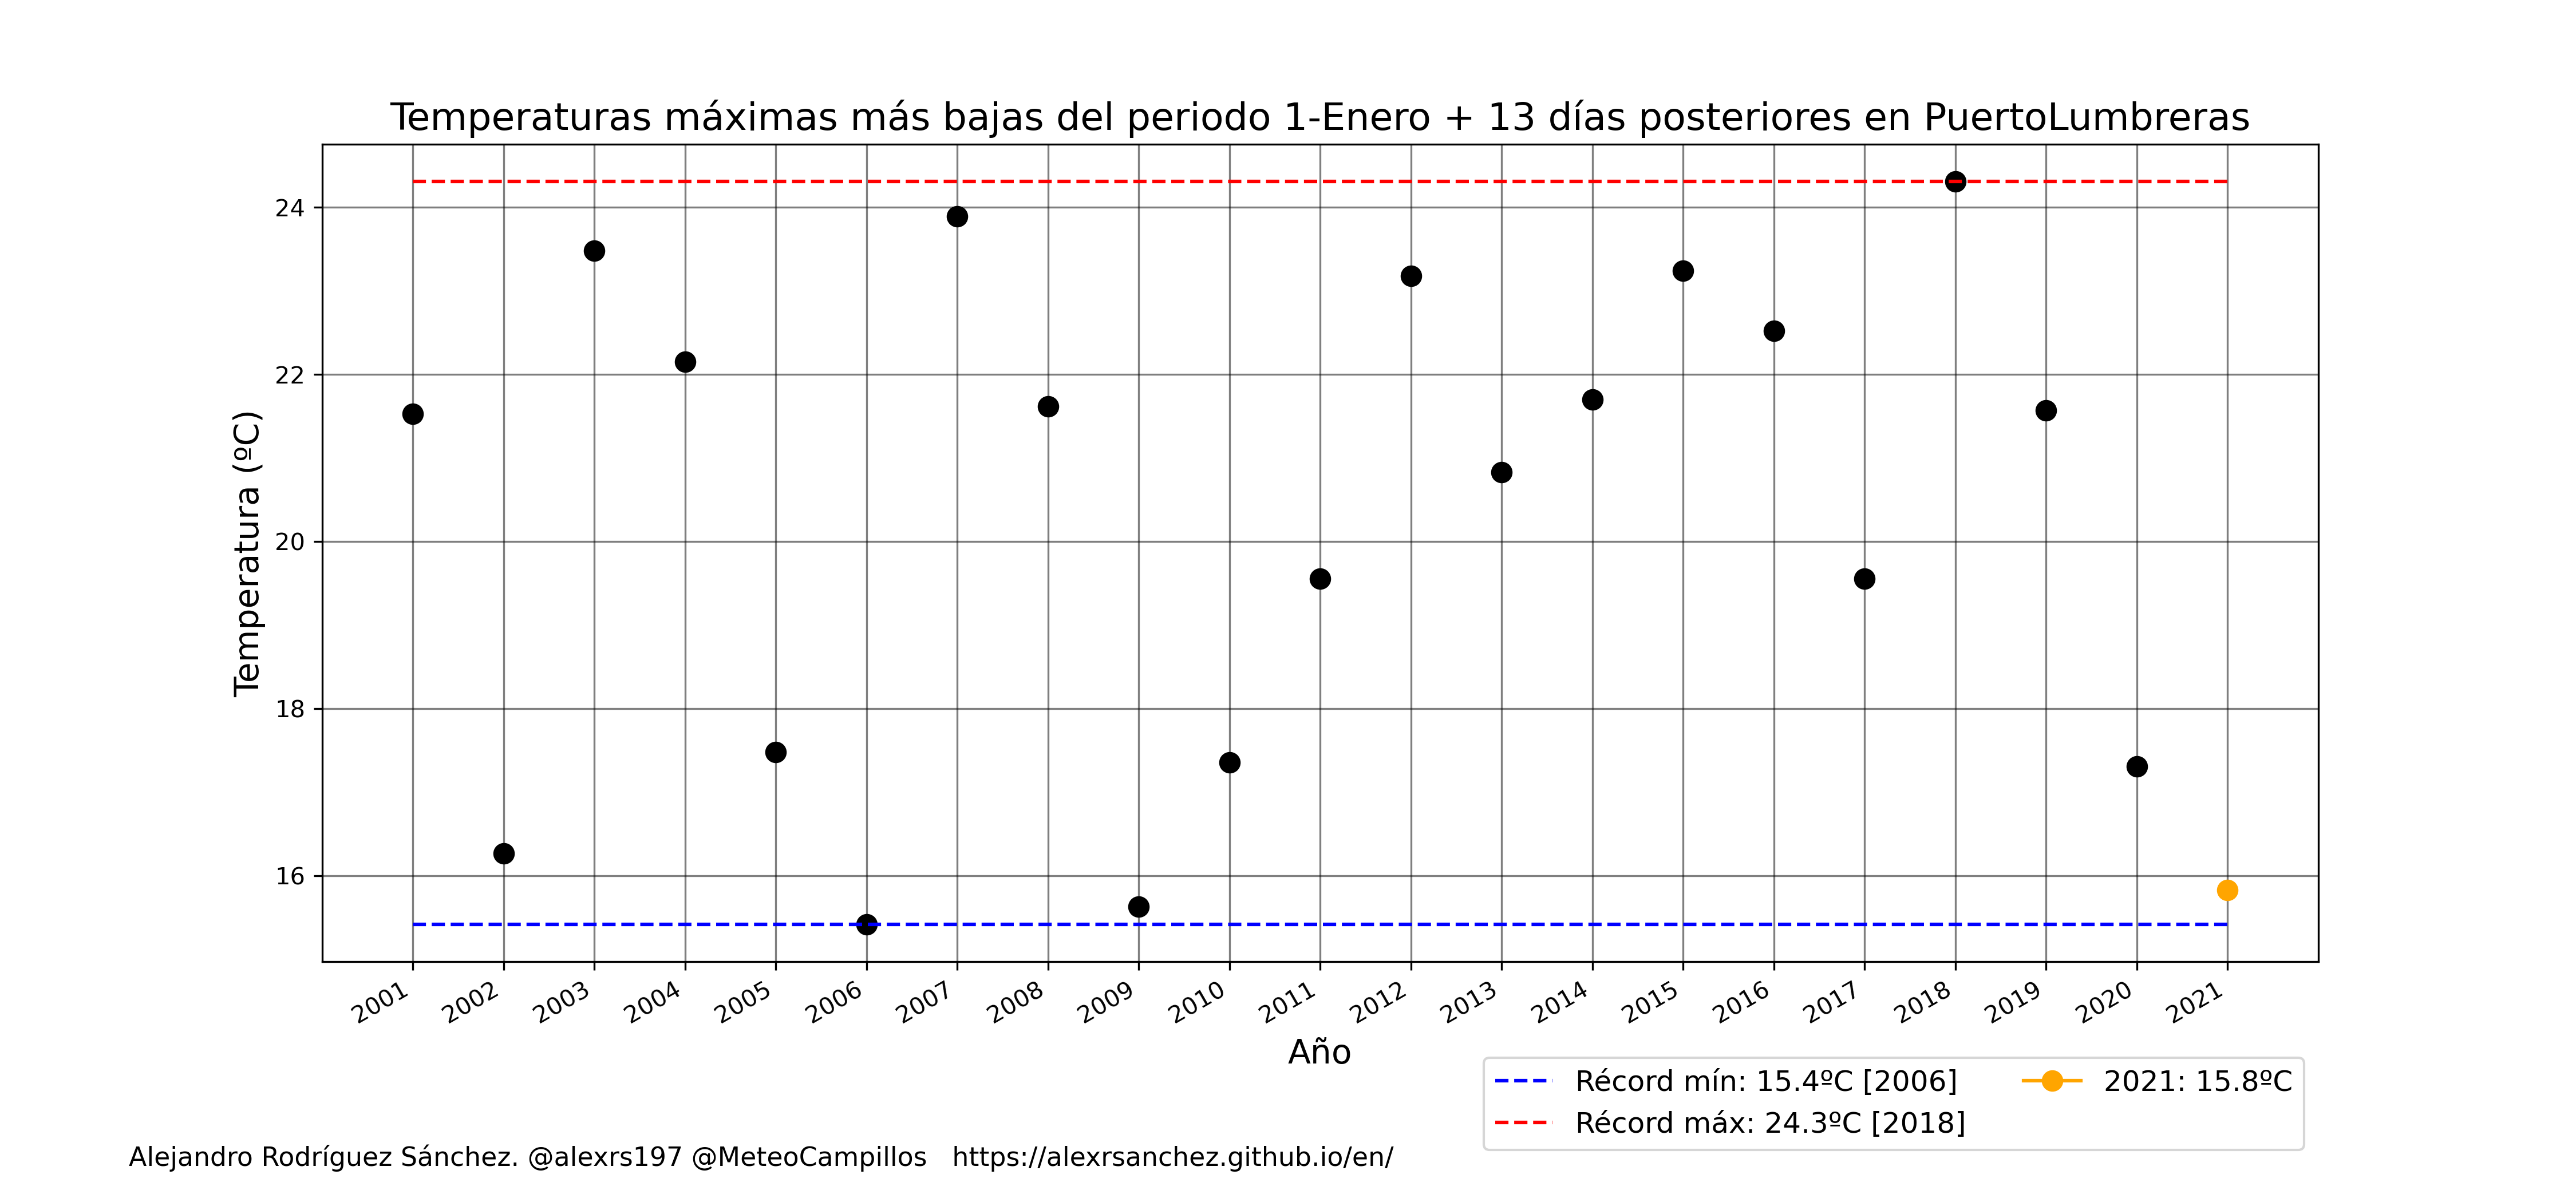 Temperaturas máximas más bajas del periodo 1-Enero + 13 días posteriores en PuertoLumbreras
Temperatura (ºC)
24
22
20
18
16
2001 2002 2003 2004 2005 2006 2007 2008 2009 2010 2011 2012 2013 2014 2015 2016 2017 2018 2019 2020 2021
Año
Récord mín: 15.4ºC [2006]
Récord máx: 24.3ºC [2018]
2021: 15.8ºC
Alejandro Rodríguez Sánchez. @alexrs197 @MeteoCampillos https://alexrsanchez.github.io/en/